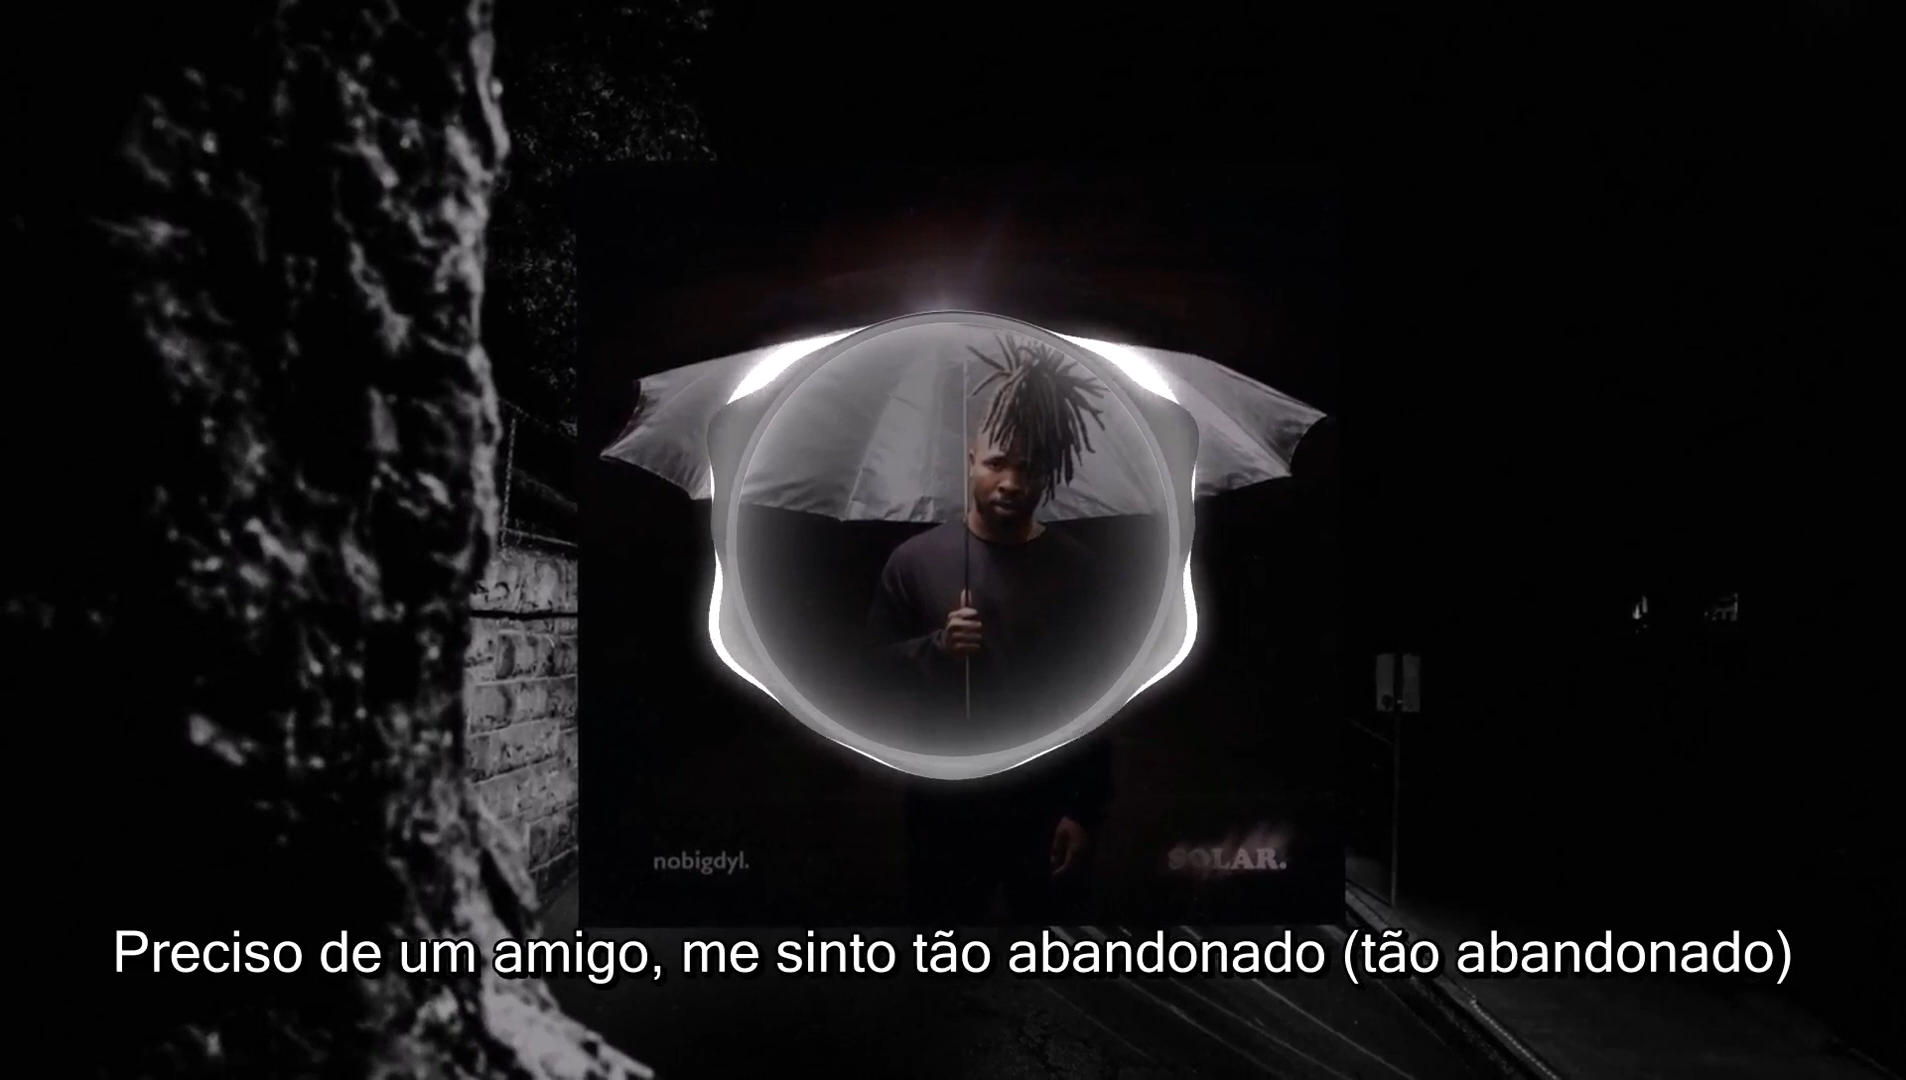 nobigdyl.
SOLAR.
Preciso de um amigo, me sinto tão abandonado (tão abandonado)